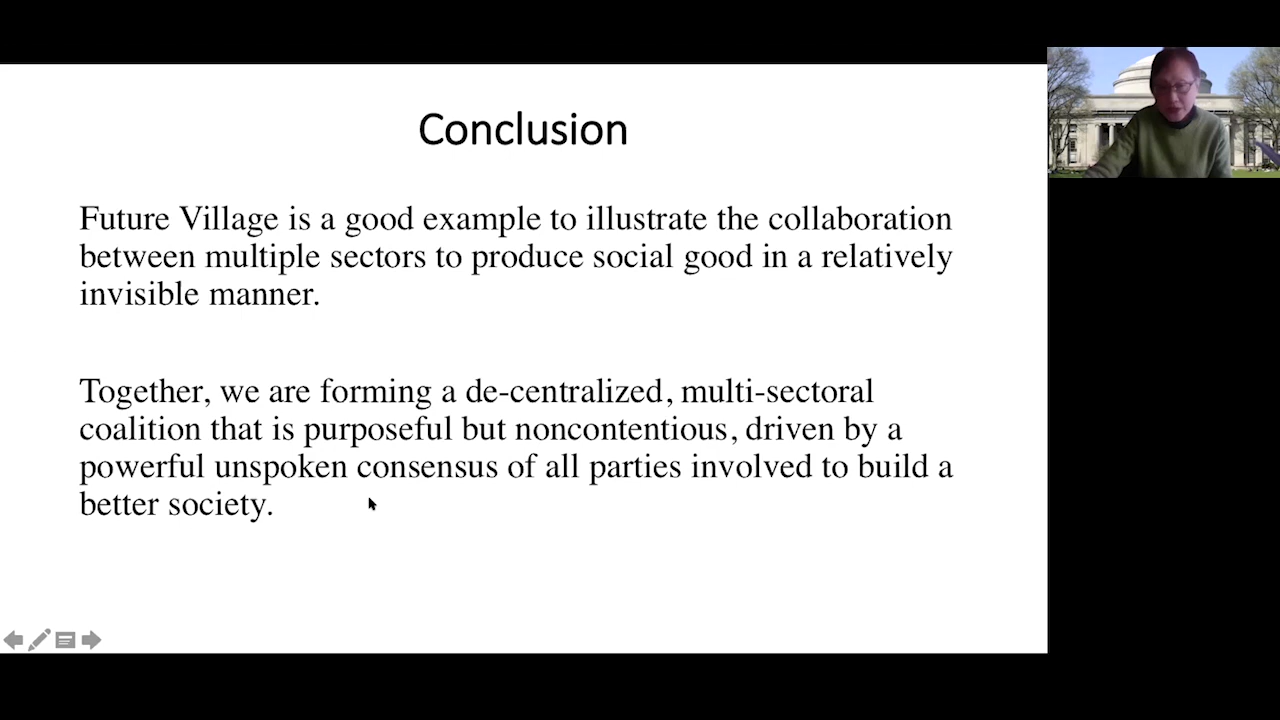 Conclusion
Future Village is a good example to illustrate the collaboration
between multiple sectors to produce social good in a relatively
invisible manner.
Together, we are forming a de-centralized, multi-sectoral
coalition that is purposeful but noncontentious, driven by a
powerful unspoken consensus of all parties involved to build a
better society.